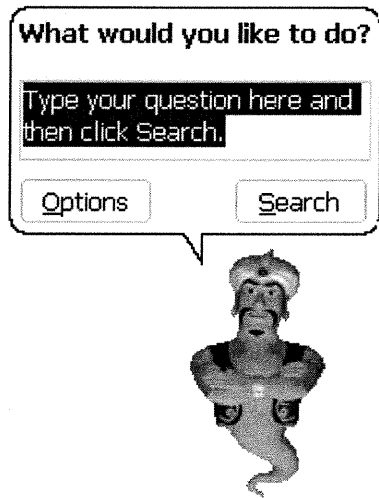 What would you like to do?
Type your question here and
then click Search.
Options
Search